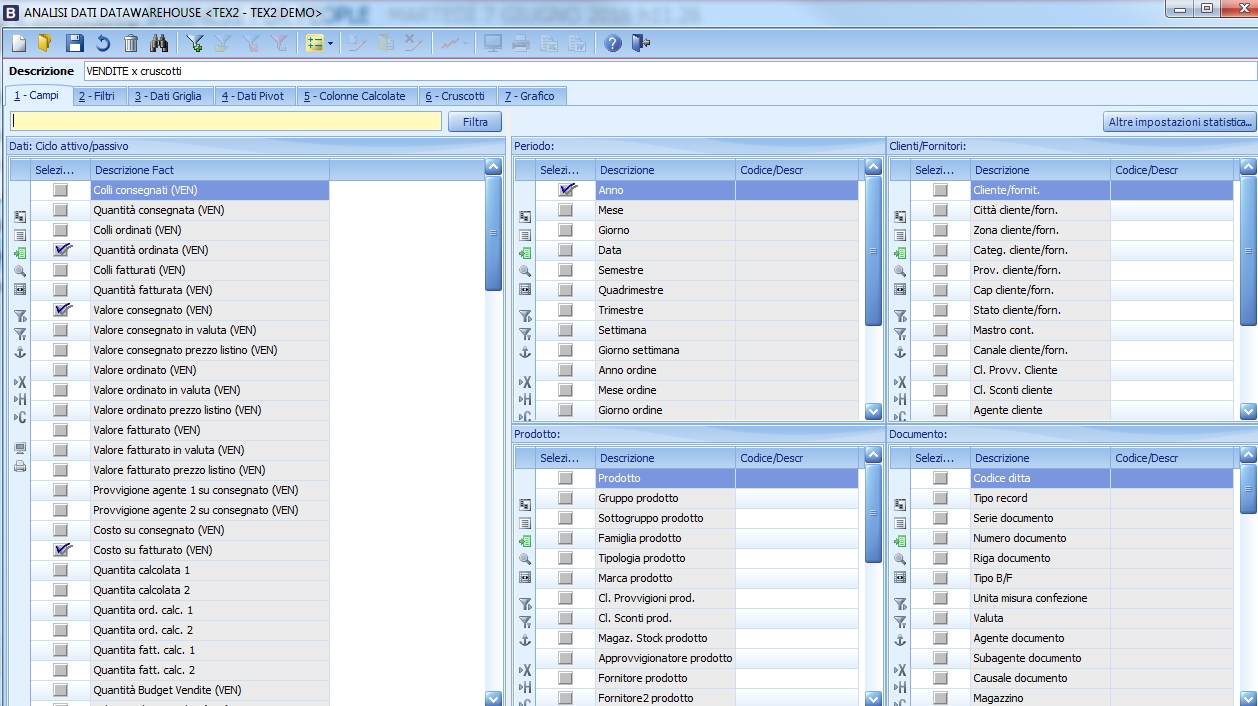 B ANALISI DATI DATAWAREHOUSE <TEX2 - TEX2 DEMO>
Descrizione VENDITE x cruscotti
1 - Campi 2 - Filtri 3 - Dati Griglia 4 - Dati Pivot 5 - Colonne Calcolate 6 - Cruscotti 7 - Grafico
Filtra Altre impostazioni statistica...
Dati: Ciclo attivo/passivo
Selezi... Descrizione Fact
Colli consegnati (VEN)
Quantità consegnata (VEN)
Colli ordinati (VEN)
Quantità ordinata (VEN)
Colli fatturati (VEN)
Quantità fatturata (VEN)
Valore consegnato (VEN)
Valore consegnato in valuta (VEN)
Valore consegnato prezzo listino (VEN)
Valore ordinato (VEN)
Valore ordinato in valuta (VEN)
Valore ordinato prezzo listino (VEN)
Valore fatturato (VEN)
Valore fatturato in valuta (VEN)
Valore fatturato prezzo listino (VEN)
Provvigione agente 1 su consegnato (VEN)
Provvigione agente 2 su consegnato (VEN)
Costo su consegnato (VEN)
Costo su fatturato (VEN)
Quantita calcolata 1
Quantita calcolata 2
Quantita ord. calc. 1
Quantita ord. calc. 2
Quantita fatt. calc. 1
Quantita fatt. calc. 2
Quantità Budget Vendite (VEN)
Periodo:
Selezi... Descrizione Codice/Descr
Anno
Mese
Giorno
Data
Semestre
Quadrimestre
Trimestre
Settimana
Giorno settimana
Anno ordine
Mese ordine
Giorno ordine
Clienti/Fornitori:
Selezi... Descrizione Codice/Descr
Cliente/fornit.
Città cliente/forn.
Zona cliente/forn.
Categ. cliente/forn.
Prov. cliente/forn.
Cap cliente/forn.
Stato cliente/forn.
Mastro cont.
Canale cliente/forn.
Cl. Provv. Cliente
Cl. Sconti cliente
Agente cliente
Prodotto:
Selezi... Descrizione Codice/Descr
Prodotto
Gruppo prodotto
Sottogruppo prodotto
Famiglia prodotto
Tipologia prodotto
Marca prodotto
Cl. Provvigioni prod.
Cl. Sconti prod.
Magaz. Stock prodotto
Approvvigionatore prodotto
Fornitore prodotto
Fornitore2 prodotto
Documento:
Selezi... Descrizione Codice/Descr
Codice ditta
Tipo record
Serie documento
Numero documento
Riga documento
Tipo B/F
Unita misura confezione
Valuta
Agente documento
Subagente documento
Causale documento
Magazzino